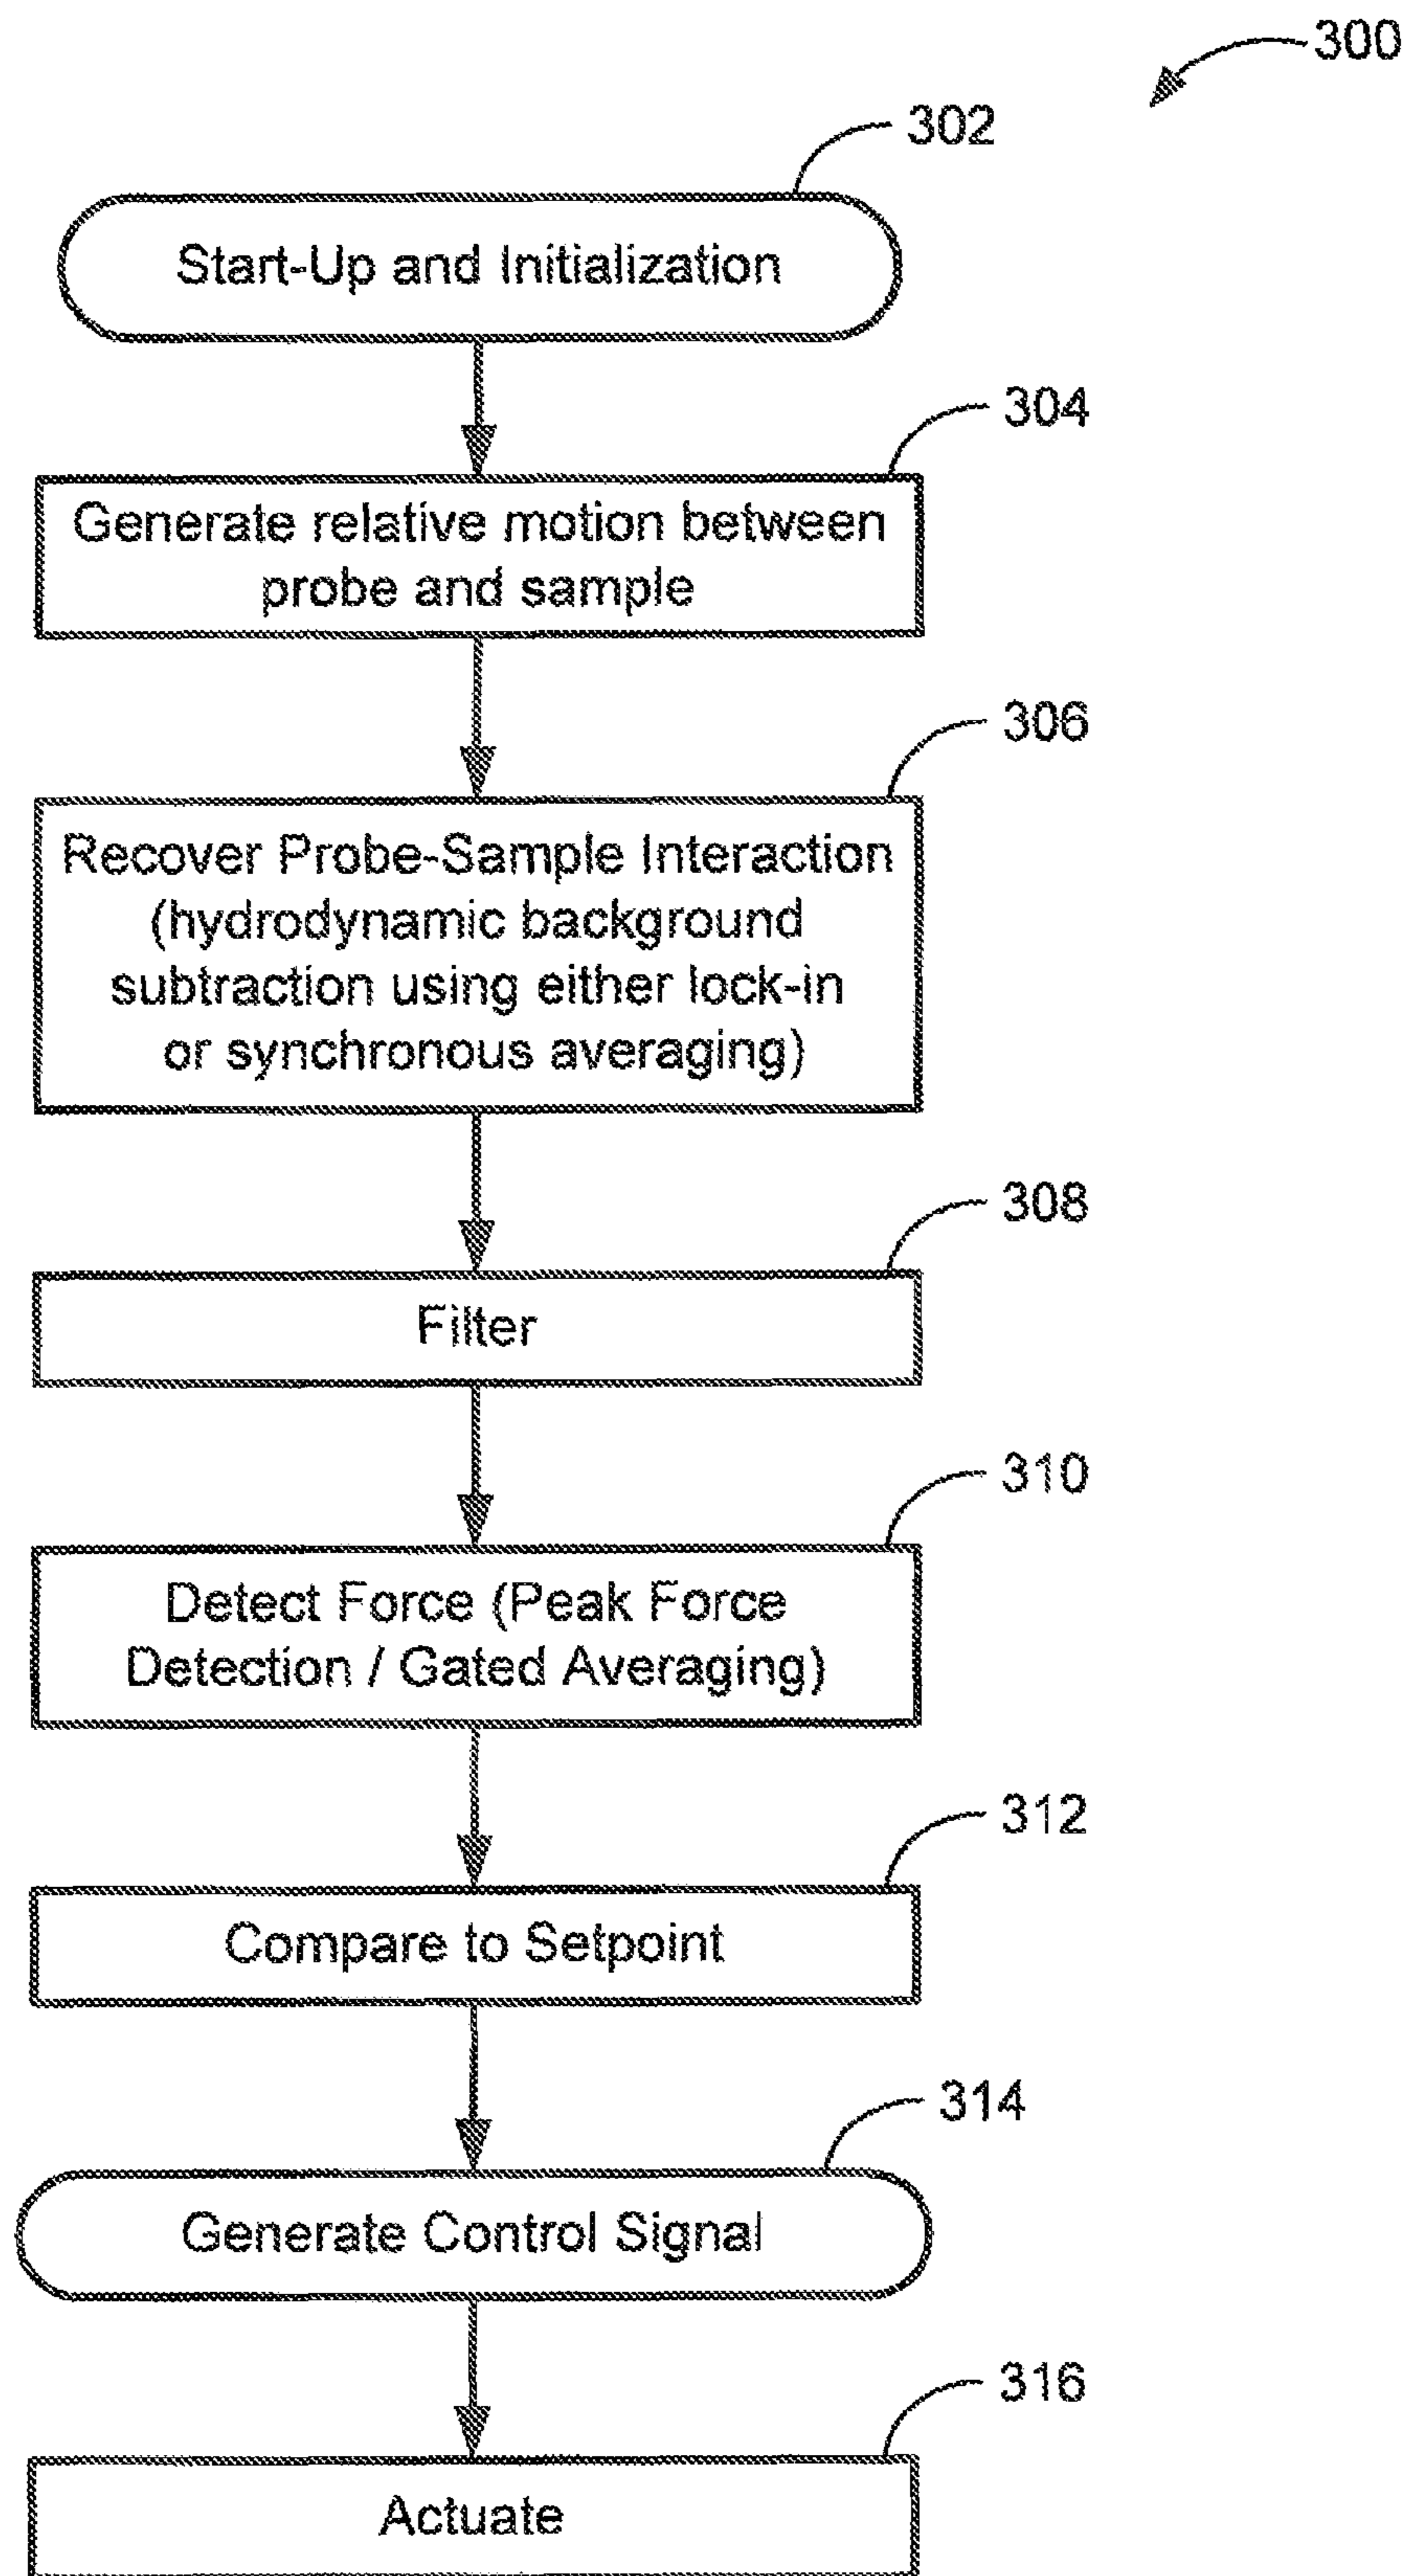 300
302
Start-Up and Initialization
304
Generate relative motion between
probe and sample
306
Recover Probe-Sample Interaction
(hydrodynamic background
subtraction using either lock-in
or synchronous averaging)
308
Filter
310
Detect Force (Peak Force
Detection / Gated Averaging)
312
Compare to Setpoint
314
Generate Control Signal
316
Actuate